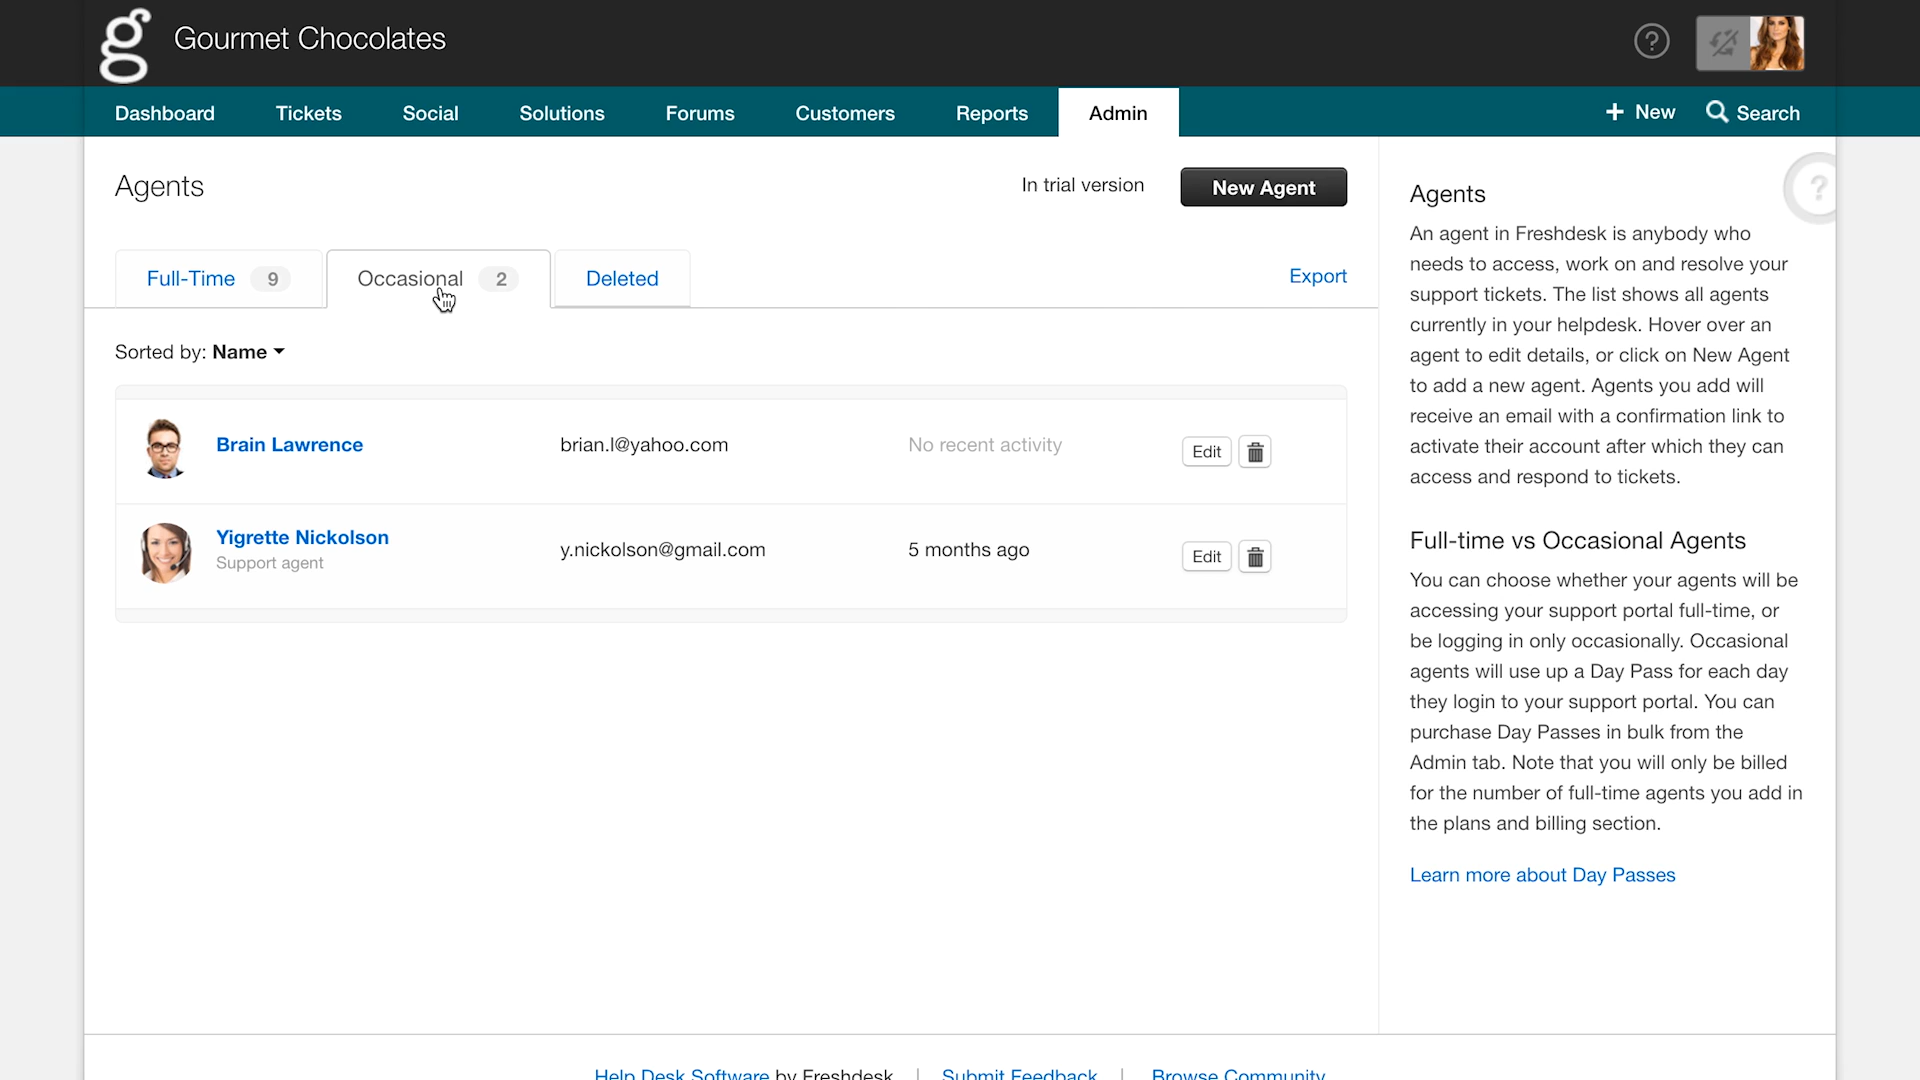 g Gourmet Chocolates
?
Dashboard Tickets Social Solutions Forums Customers Reports Admin + New Search
Agents In trial version New Agent
Full-Time 9 Occasional 2 Deleted Export
Sorted by: Name
Brain Lawrence brian.l@yahoo.com No recent activity Edit
Yigrette Nickolson y.nickolson@gmail.com 5 months ago Edit
Support agent
?
Agents
An agent in Freshdesk is anybody who
needs to access, work on and resolve your
support tickets. The list shows all agents
currently in your helpdesk. Hover over an
agent to edit details, or click on New Agent
to add a new agent. Agents you add will
receive an email with a confirmation link to
activate their account after which they can
access and respond to tickets.
Full-time vs Occasional Agents
You can choose whether your agents will be
accessing your support portal full-time, or
be logging in only occasionally. Occasional
agents will use up a Day Pass for each day
they login to your support portal. You can
purchase Day Passes in bulk from the
Admin tab. Note that you will only be billed
for the number of full-time agents you add in
the plans and billing section.
Learn more about Day Passes
Help Desk Software by Freshdesk | Submit Feedback | Browse Community